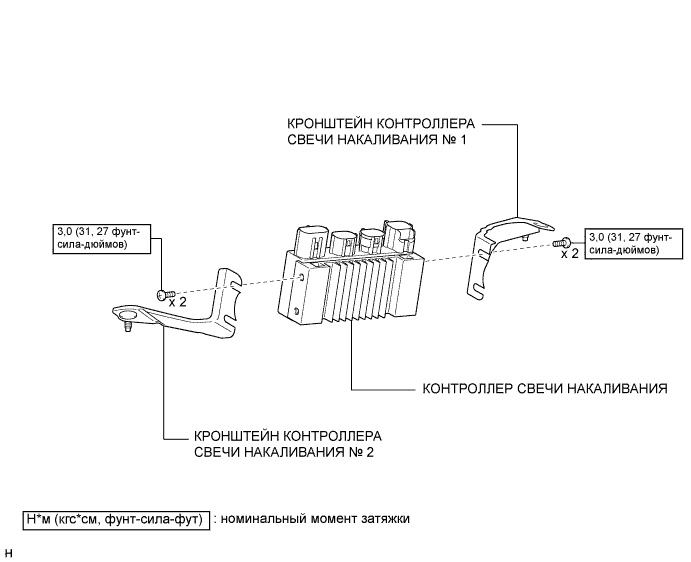 КРОНШТЕЙН КОНТРОЛЛЕРА
СВЕЧИ НАКАЛИВАНИЯ № 1
3,0 (31, 27 фунт-
сила-дюймов)
x 2
3,0 (31, 27 фунт-
сила-дюймов)
x 2
КОНТРОЛЛЕР СВЕЧИ НАКАЛИВАНИЯ
КРОНШТЕЙН КОНТРОЛЛЕРА
СВЕЧИ НАКАЛИВАНИЯ № 2
Н*м (кгс*см, фунт-сила-фут) : номинальный момент затяжки
H